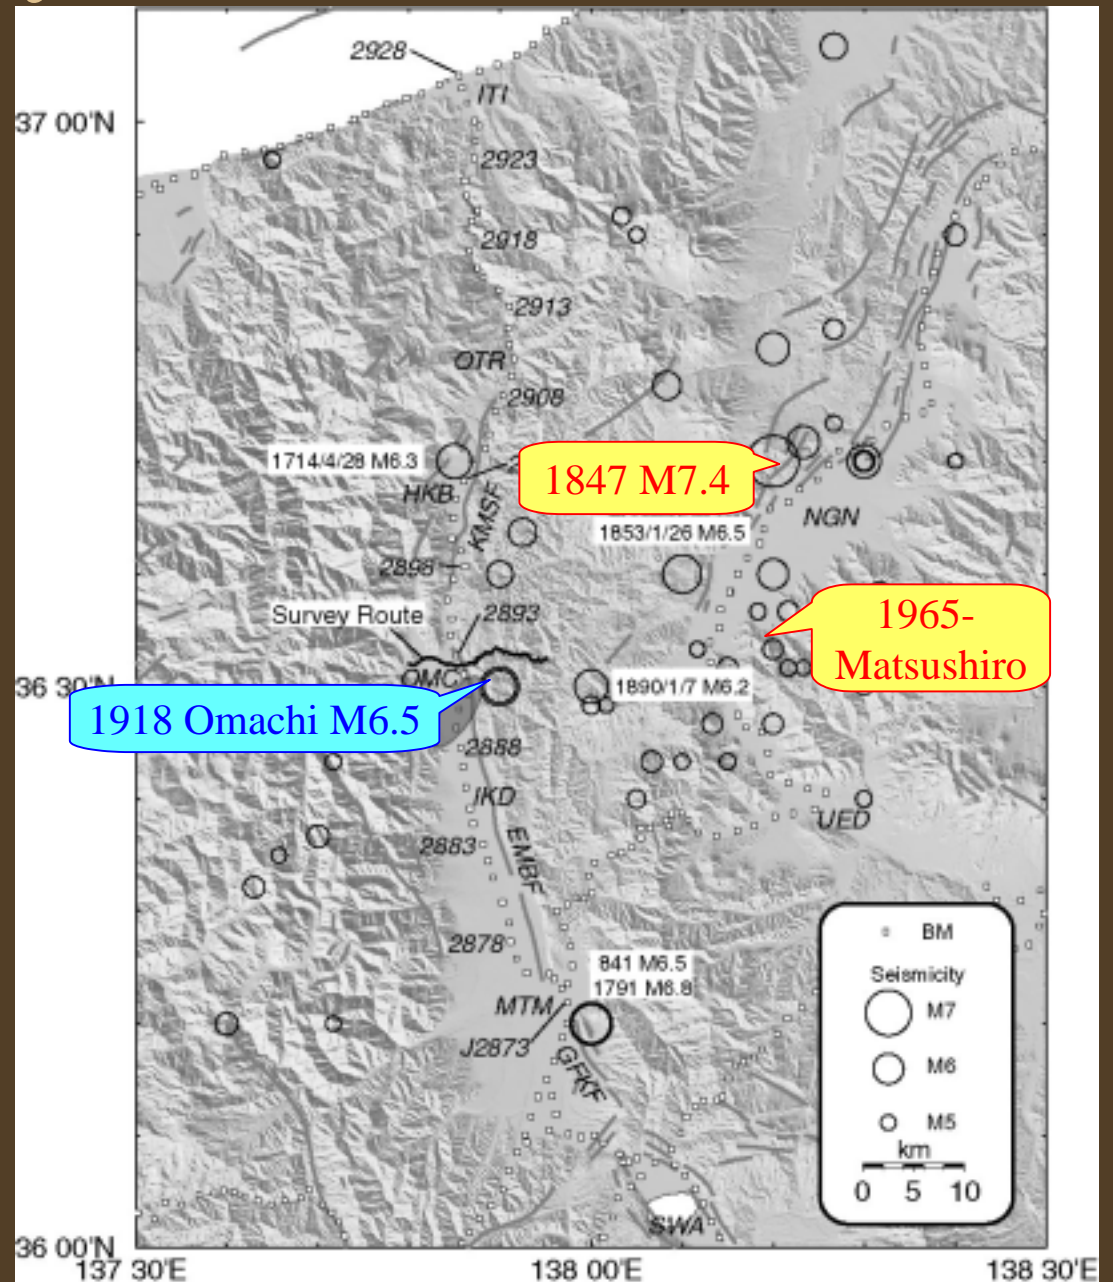 2928
ITI
37 00'N
2923
2918
2913
OTR
2908
1714/4/28 M6.3
1847 M7.4
HKB
KMSF
NGN
1853/1/26 M6.5
2898
Survey Route
2893
1965-
Matsushiro
OMC
36 30'N
1890/1/7 M6.2
1918 Omachi M6.5
2888
IKD
UED
2883
EMBF
2878
BM
841 M6.5
1791 M6.8
Seismicity
MTM
M7
J2873
GFKF
M6
M5
km
0 5 10
SWA
36 00'N
137 30'E
138 00'E
138 30'E